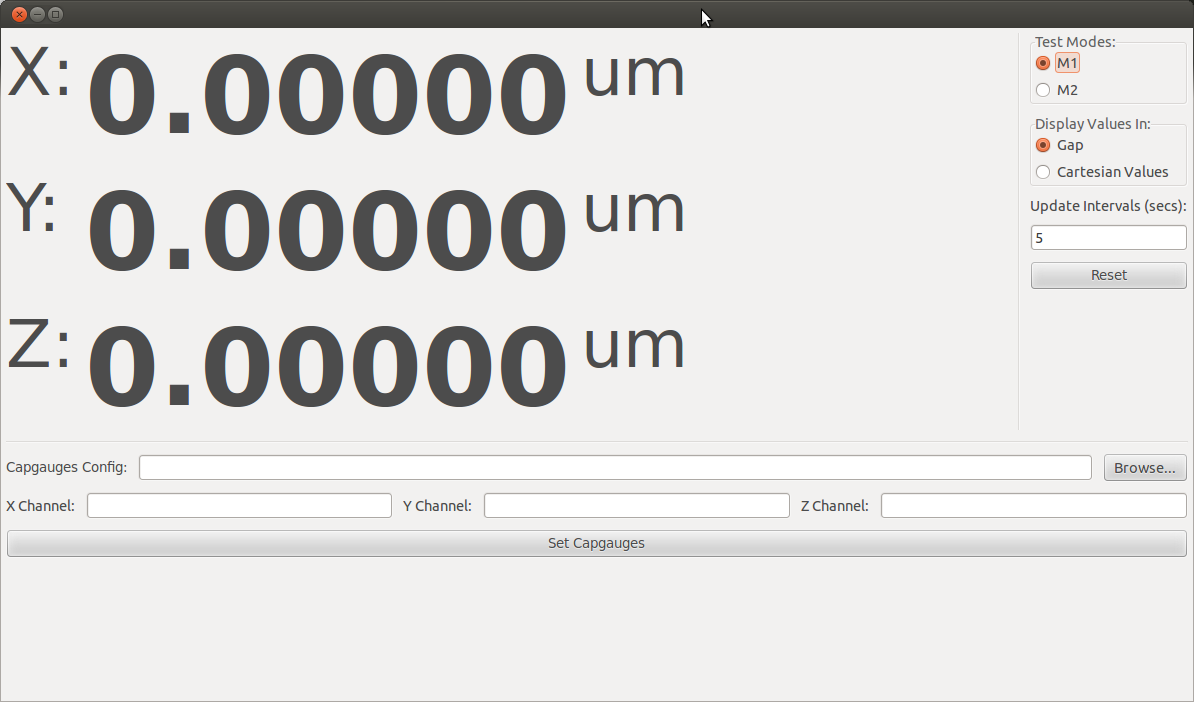 X: 0.00000 um
Y: 0.00000 um
Z: 0.00000 um
Test Modes:
M1
M2
Display Values In:
Gap
Cartesian Values
Update Intervals (secs):
5
Reset
Capgauges Config: Browse...
X Channel: Y Channel: Z Channel:
Set Capgauges